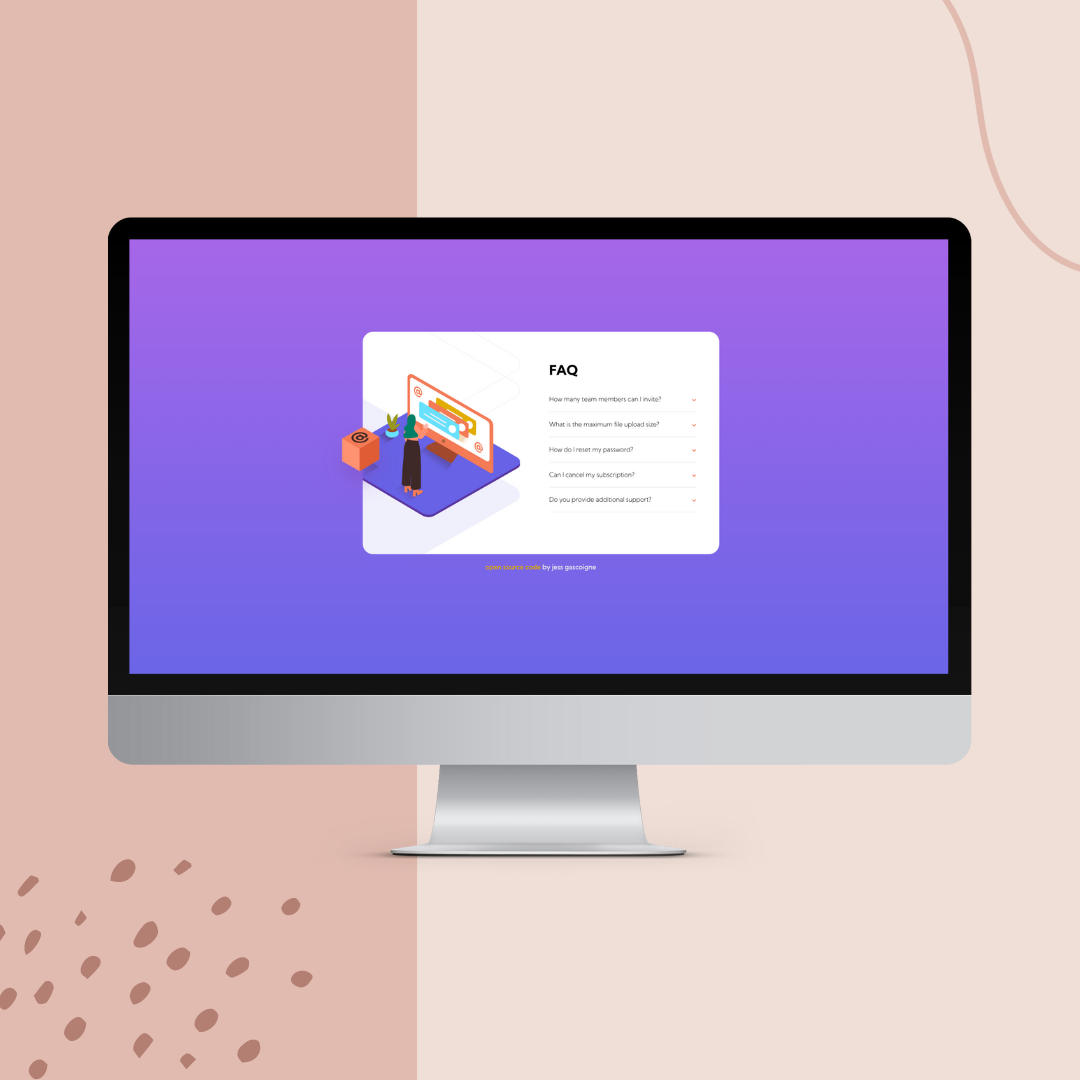 FAQ
How many team members can I invite?
What is the maximum file upload size?
How do I reset my password?
Can I cancel my subscription?
Do you provide additional support?
open source code by jess gascoigne